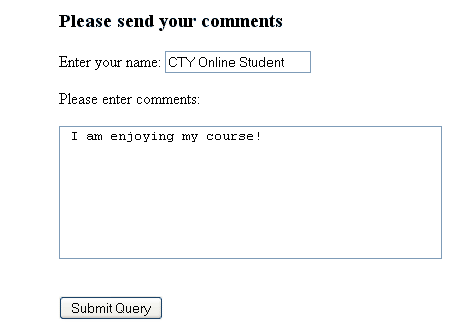 Please send your comments
Enter your name: CTY Online Student
Please enter comments:
I am enjoying my course!
Submit Query